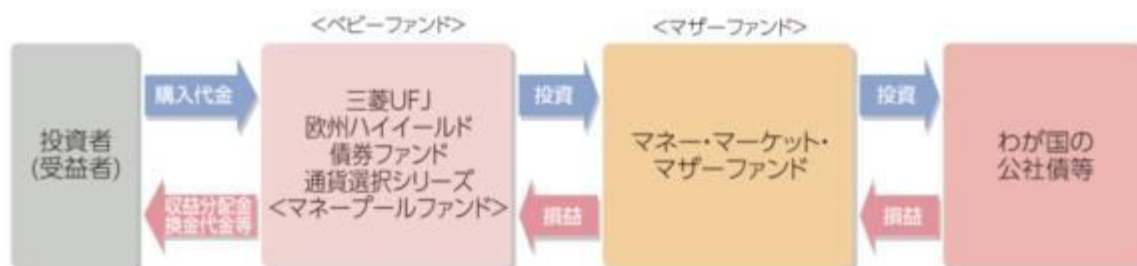 <ベビーファンド>
<マザーファンド>
投資者
(受益者)
購入代金
収益分配金
換金代金等
三菱UFJ
欧州ハイイールド
債券ファンド
通貨選択シリーズ
<マネープールファンド>
投資
損益
マネー・マーケット・
マザーファンド
投資
損益
わが国の
公社債等